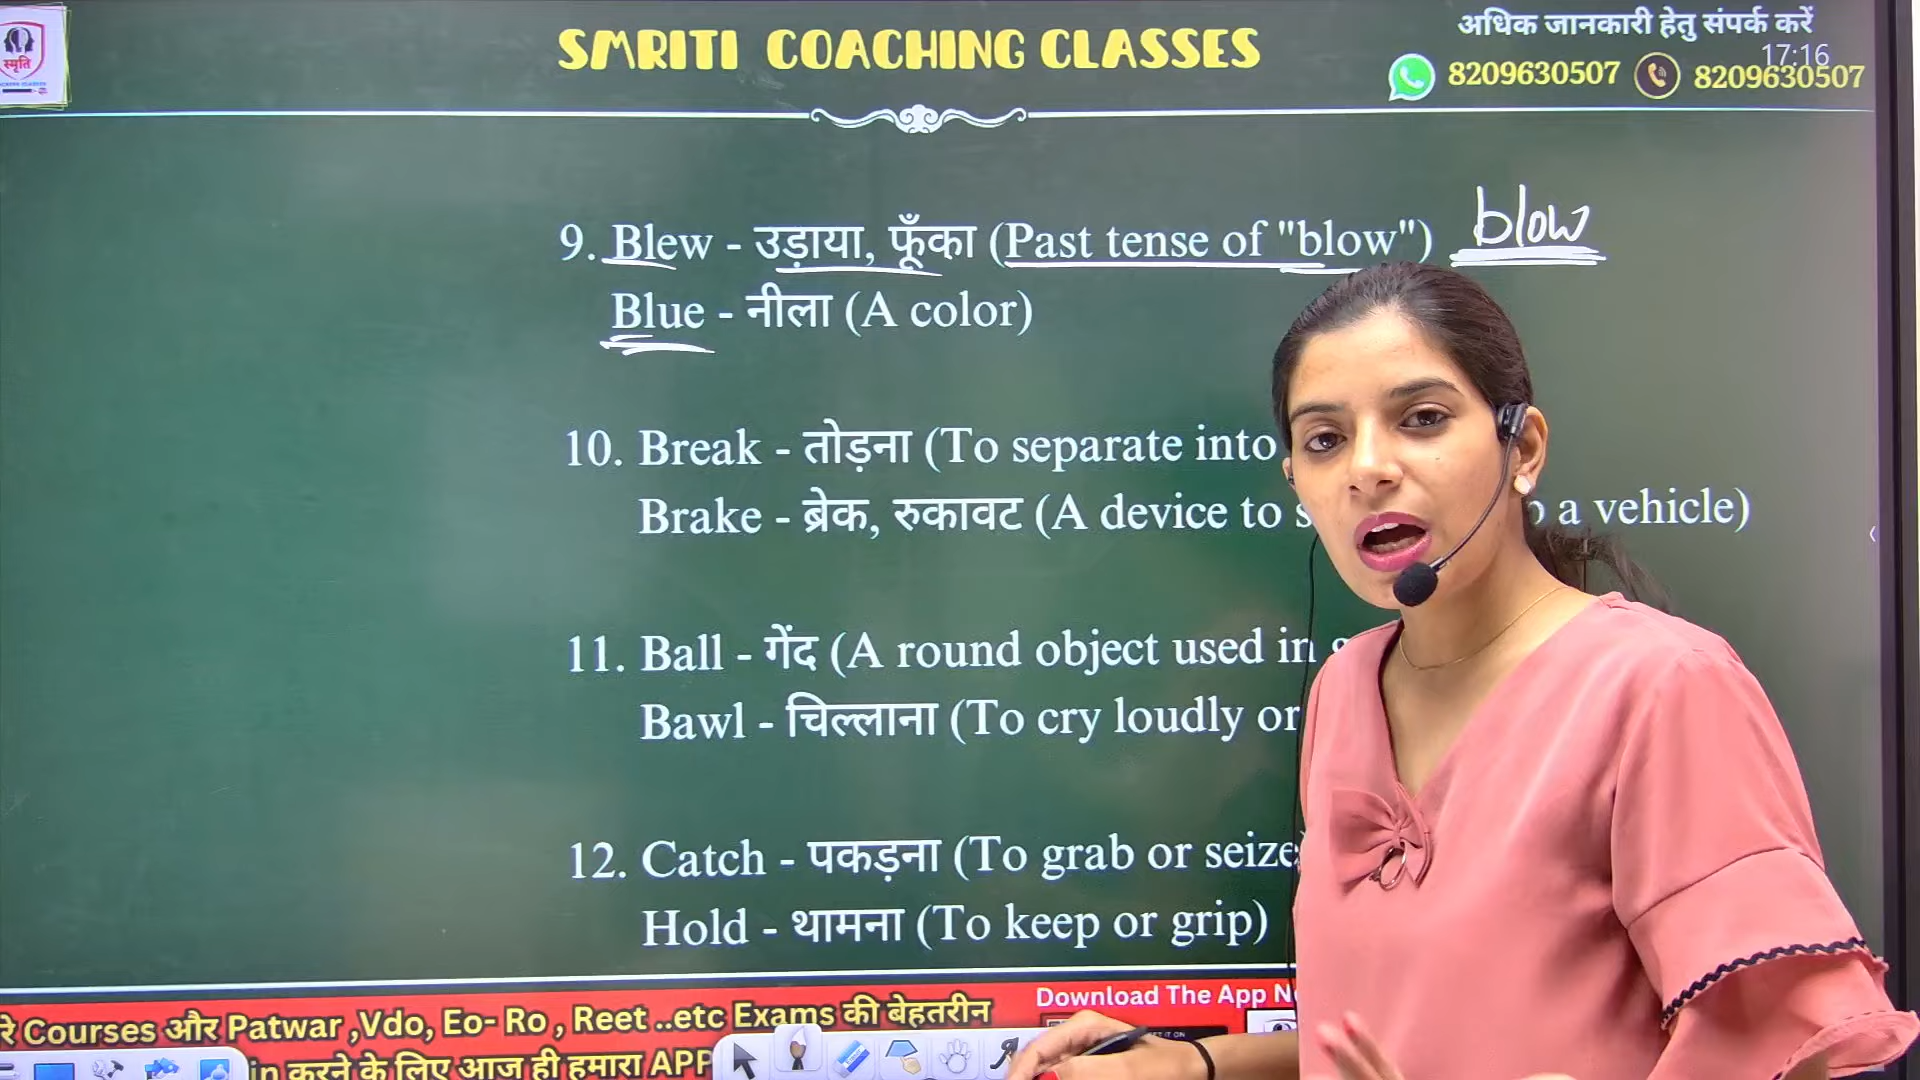 स्मृति
SMRITI COACHING CLASSES
अधिक जानकारी हेतु संपर्क करें
17:16
8209630507 8209630507
9. Blew - उड़ाया, फूँका (Past tense of "blow") blow
Blue - नीला (A color)
10. Break - तोड़ना (To separate into
Brake - ब्रेक, रुकावट (A device to s a vehicle)
11. Ball - गेंद (A round object used in
Bawl - चिल्लाना (To cry loudly or
12. Catch - पकड़ना (To grab or seize
Hold - थामना (To keep or grip)
रे Courses और Patwar ,Vdo, Eo- Ro , Reet ..etc Exams की बेहतरीन
Download The App
in करने के लिए आज ही हमारा APP